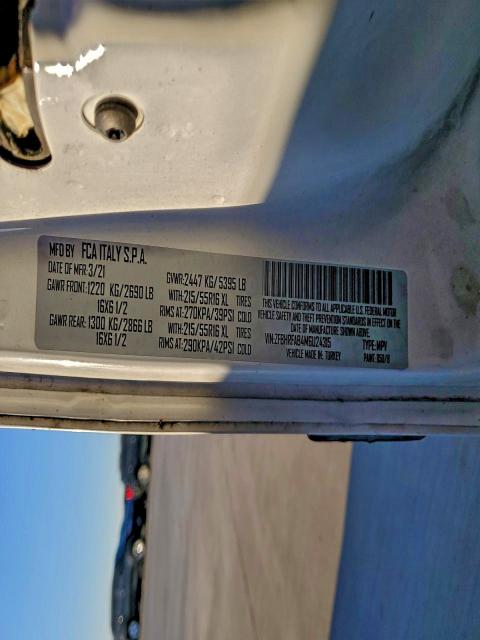 MFD BY FCA ITALY S.P.A.
DATE OF MFR: 3/21 GVWR: 2447 KG/5395 LB
GAWR FRONT: 1220 KG/2690 LB WITH: 215/55R16 XL TIRES
16X6 1/2 RIMS AT: 270KPA/39PSI COLD
GAWR REAR: 1300 KG/2866 LB WITH: 215/55R16 XL TIRES
16X6 1/2 RIMS AT: 290KPA/42PSI COLD
THIS VEHICLE CONFORMS TO ALL APPLICABLE U.S. FEDERAL MOTOR
VEHICLE SAFETY AND THEFT PREVENTION STANDARDS IN EFFECT ON
THE DATE OF MANUFACTURE SHOWN ABOVE.
TYPE: MPV
VEHICLE MADE IN: TURKEY